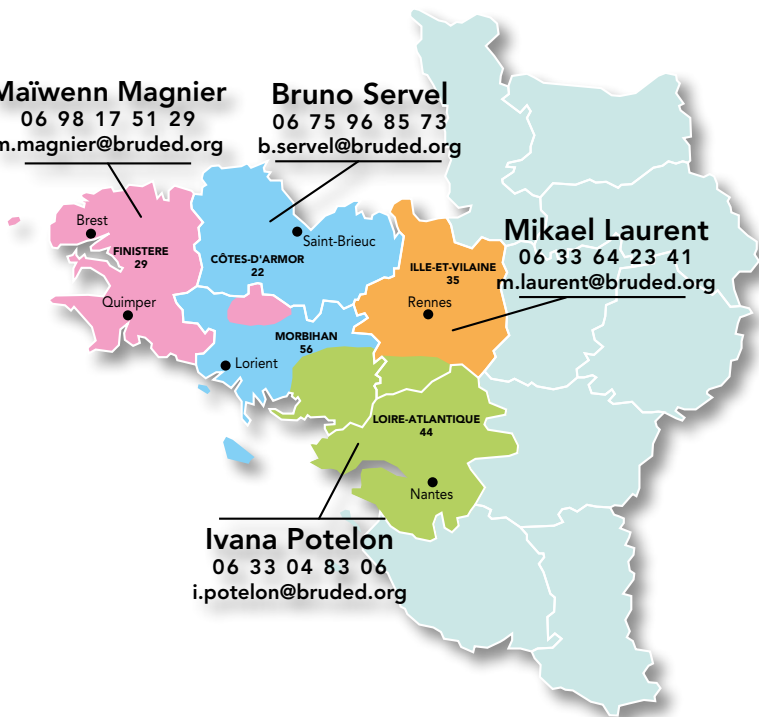 Maïwenn Magnier
06 98 17 51 29
m.magnier@bruded.org
Bruno Servel
06 75 96 85 73
b.servel@bruded.org
Mikael Laurent
06 33 64 23 41
m.laurent@bruded.org
Brest
FINISTERE
29
Quimper
Saint-Brieuc
CÔTES-D'ARMOR
22
ILLE-ET-VILAINE
35
Rennes
MORBIHAN
56
Lorient
LOIRE-ATLANTIQUE
44
Nantes
Ivana Potelon
06 33 04 83 06
i.potelon@bruded.org